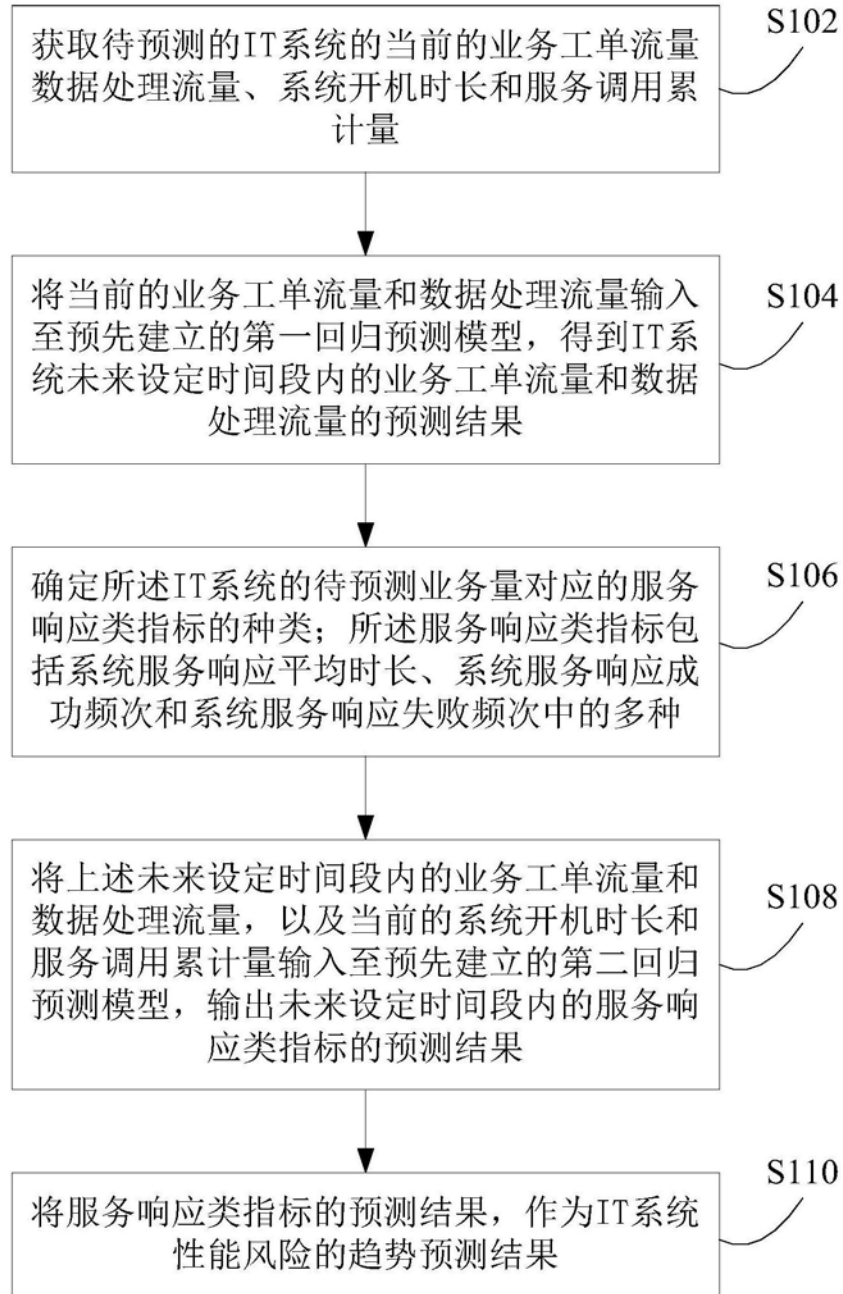 S102
获取待预测的IT系统的当前的业务工单流量
数据处理流量、系统开机时长和服务调用累
计量
S104
将当前的业务工单流量和数据处理流量输入
至预先建立的第一回归预测模型，得到IT系
统未来设定时间段内的业务工单流量和数据
处理流量的预测结果
S106
确定所述IT系统的待预测业务量对应的服务
响应类指标的种类；所述服务响应类指标包
括系统服务响应平均时长、系统服务响应成
功频次和系统服务响应失败频次中的多种
S108
将上述未来设定时间段内的业务工单流量和
数据处理流量，以及当前的系统开机时长和
服务调用累计量输入至预先建立的第二回归
预测模型，输出未来设定时间段内的服务响
应类指标的预测结果
S110
将服务响应类指标的预测结果，作为IT系统
性能风险的趋势预测结果